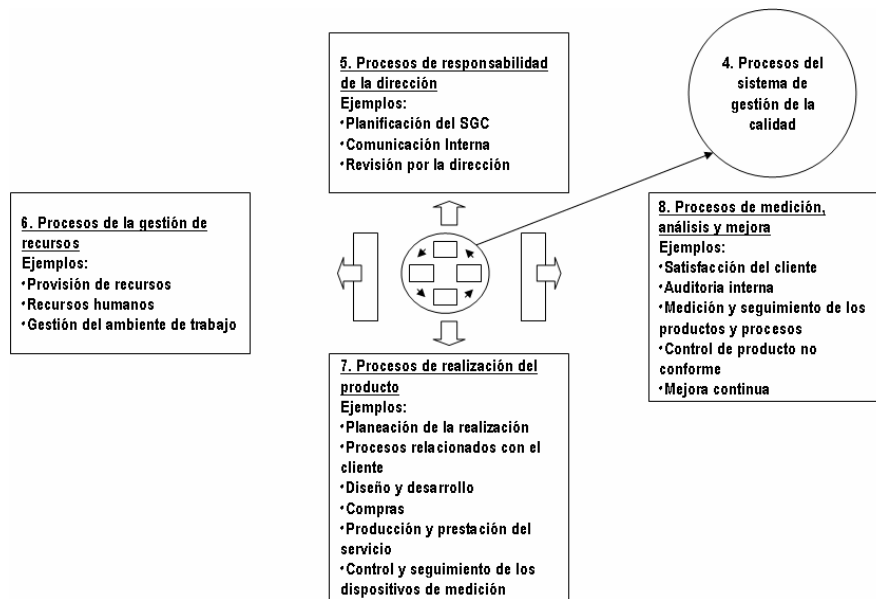 5. Procesos de responsabilidad
de la dirección
Ejemplos:
•Planificación del SGC
•Comunicación Interna
•Revisión por la dirección
4. Procesos del
sistema de
gestión de la
calidad
6. Procesos de la gestión de
recursos
Ejemplos:
•Provisión de recursos
•Recursos humanos
•Gestión del ambiente de trabajo
8. Procesos de medición,
análisis y mejora
Ejemplos:
•Satisfacción del cliente
•Auditoria interna
•Medición y seguimiento de los
productos y procesos
•Control de producto no
conforme
•Mejora continua
7. Procesos de realización del
producto
Ejemplos:
•Planeación de la realización
•Procesos relacionados con el
cliente
•Diseño y desarrollo
•Compras
•Producción y prestación del
servicio
•Control y seguimiento de los
dispositivos de medición